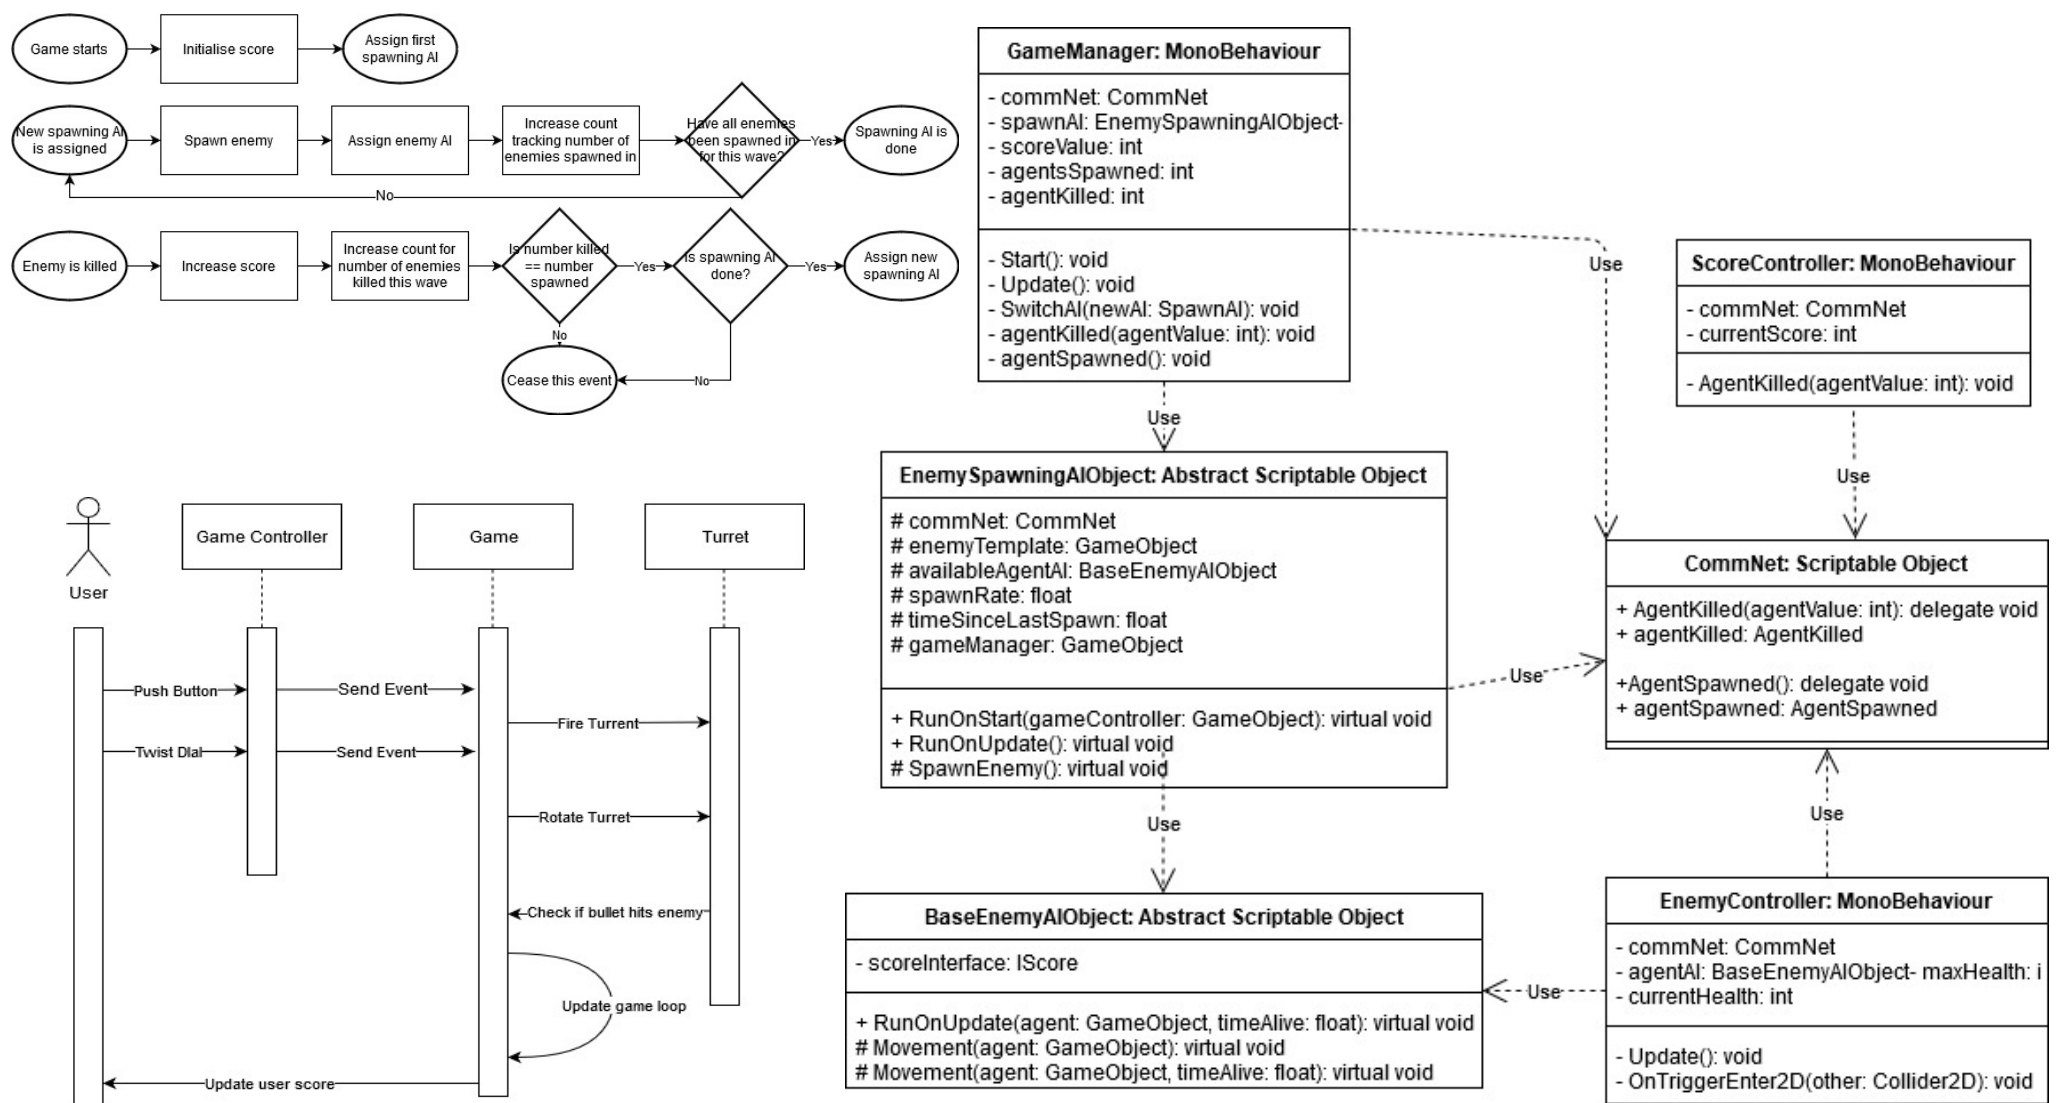 Game starts
Initialise score
Assign first
spawning AI
New spawning AI
is assigned
Spawn enemy
Assign enemy AI
Increase count
tracking number of
enemies spawned in
Have all enemies
been spawned in
for this wave?
Yes
Spawning AI is
done
No
Enemy is killed
Increase score
Increase count for
number of enemies
killed this wave
Is number killed
== number
spawned
Yes
Is spawning AI
done?
Yes
Assign new
spawning AI
No
Cease this event
No
User
Game Controller
Game
Turret
Push Button
Send Event
Fire Turrent
Twist Dial
Send Event
Rotate Turret
Check if bullet hits enemy
Update game loop
Update user score
GameManager: MonoBehaviour
- commNet: CommNet
- spawnAI: EnemySpawningAIObject-
- scoreValue: int
- agentsSpawned: int
- agentKilled: int
- Start(): void
- Update(): void
- SwitchAI(newAI: SpawnAI): void
- agentKilled(agentValue: int): void
- agentSpawned(): void
Use
Use
ScoreController: MonoBehaviour
- commNet: CommNet
- currentScore: int
- AgentKilled(agentValue: int): void
Use
EnemySpawningAIObject: Abstract Scriptable Object
# commNet: CommNet
# enemyTemplate: GameObject
# availableAgentAI: BaseEnemyAIObject
# spawnRate: float
# timeSinceLastSpawn: float
# gameManager: GameObject
+ RunOnStart(gameController: GameObject): virtual void
+ RunOnUpdate(): virtual void
# SpawnEnemy(): virtual void
Use
Use
CommNet: Scriptable Object
+ AgentKilled(agentValue: int): delegate void
+ agentKilled: AgentKilled
+AgentSpawned(): delegate void
+ agentSpawned: AgentSpawned
Use
BaseEnemyAIObject: Abstract Scriptable Object
- scoreInterface: IScore
+ RunOnUpdate(agent: GameObject, timeAlive: float): virtual void
# Movement(agent: GameObject): virtual void
# Movement(agent: GameObject, timeAlive: float): virtual void
Use
EnemyController: MonoBehaviour
- commNet: CommNet
- agentAI: BaseEnemyAIObject- maxHealth: i
- currentHealth: int
- Update(): void
- OnTriggerEnter2D(other: Collider2D): void